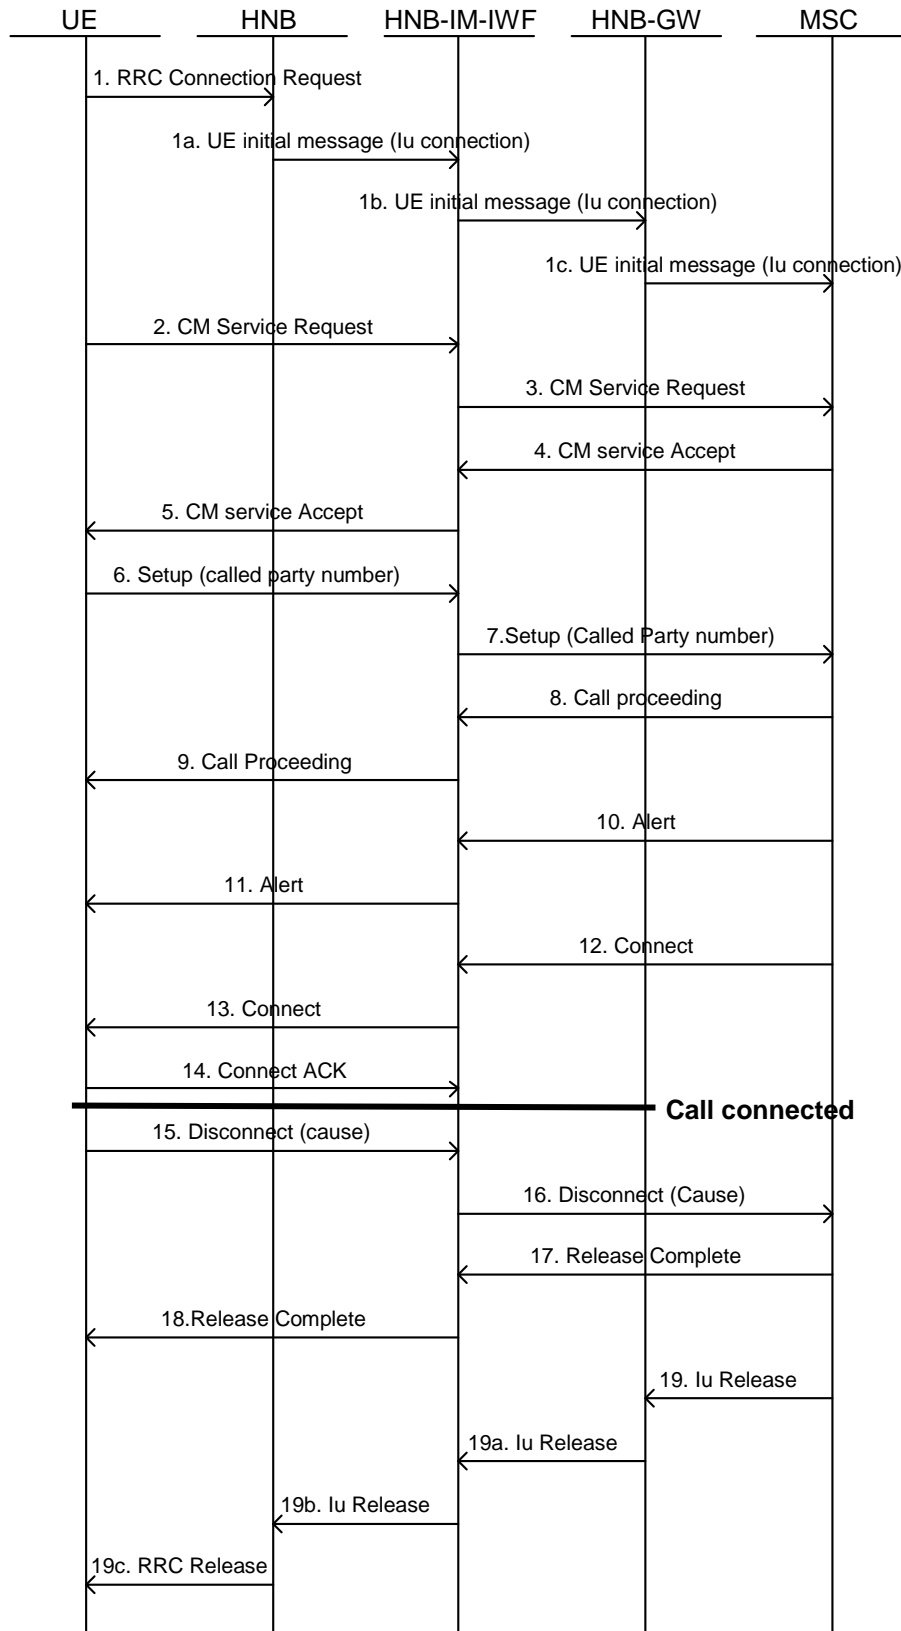 UE HNB HNB-IM-IWF HNB-GW MSC
1. RRC Connection Request
1a. UE initial message (Iu connection)
1b. UE initial message (Iu connection)
1c. UE initial message (Iu connection)
2. CM Service Request
3. CM Service Request
4. CM service Accept
5. CM service Accept
6. Setup (called party number)
7.Setup (Called Party number)
8. Call proceeding
9. Call Proceeding
10. Alert
11. Alert
12. Connect
13. Connect
14. Connect ACK
Call connected
15. Disconnect (cause)
16. Disconnect (Cause)
17. Release Complete
18.Release Complete
19. Iu Release
19a. Iu Release
19b. Iu Release
19c. RRC Release